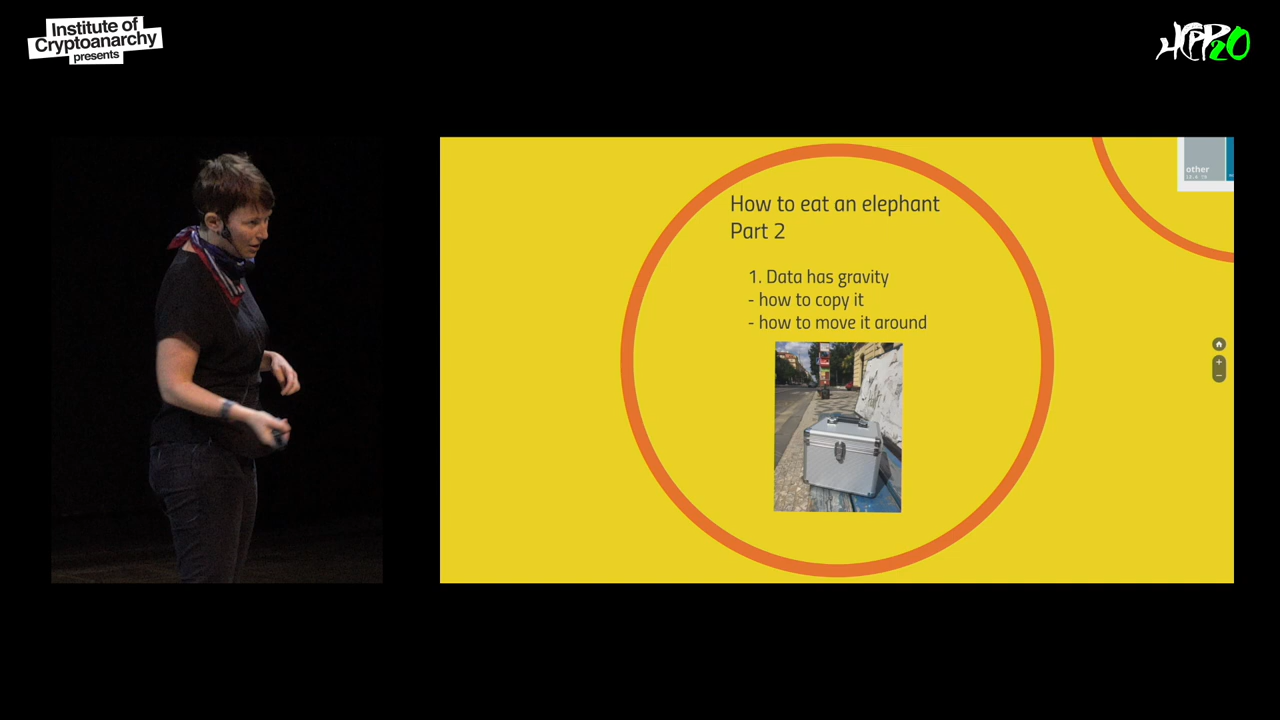 Institute of
Cryptoanarchy
presents
HCPP20
other
How to eat an elephant
Part 2
1. Data has gravity
- how to copy it
- how to move it around